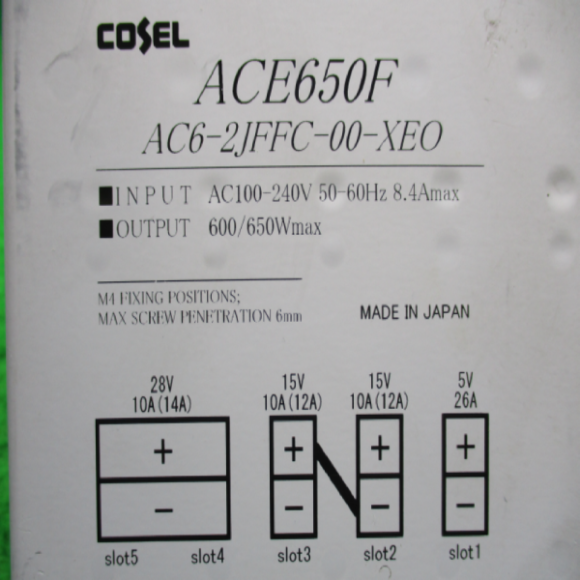 COSEL
ACE650F
AC6-2JFFC-00-XEO
■INPUT AC100-240V 50-60Hz 8.4Amax
■OUTPUT 600/650Wmax
M4 FIXING POSITIONS;
MAX SCREW PENETRATION 6mm
MADE IN JAPAN
28V 15V 15V 5V
10A(14A) 10A(12A) 10A(12A) 26A
+ + + +
- - - -
slot5 slot4 slot3 slot2 slot1